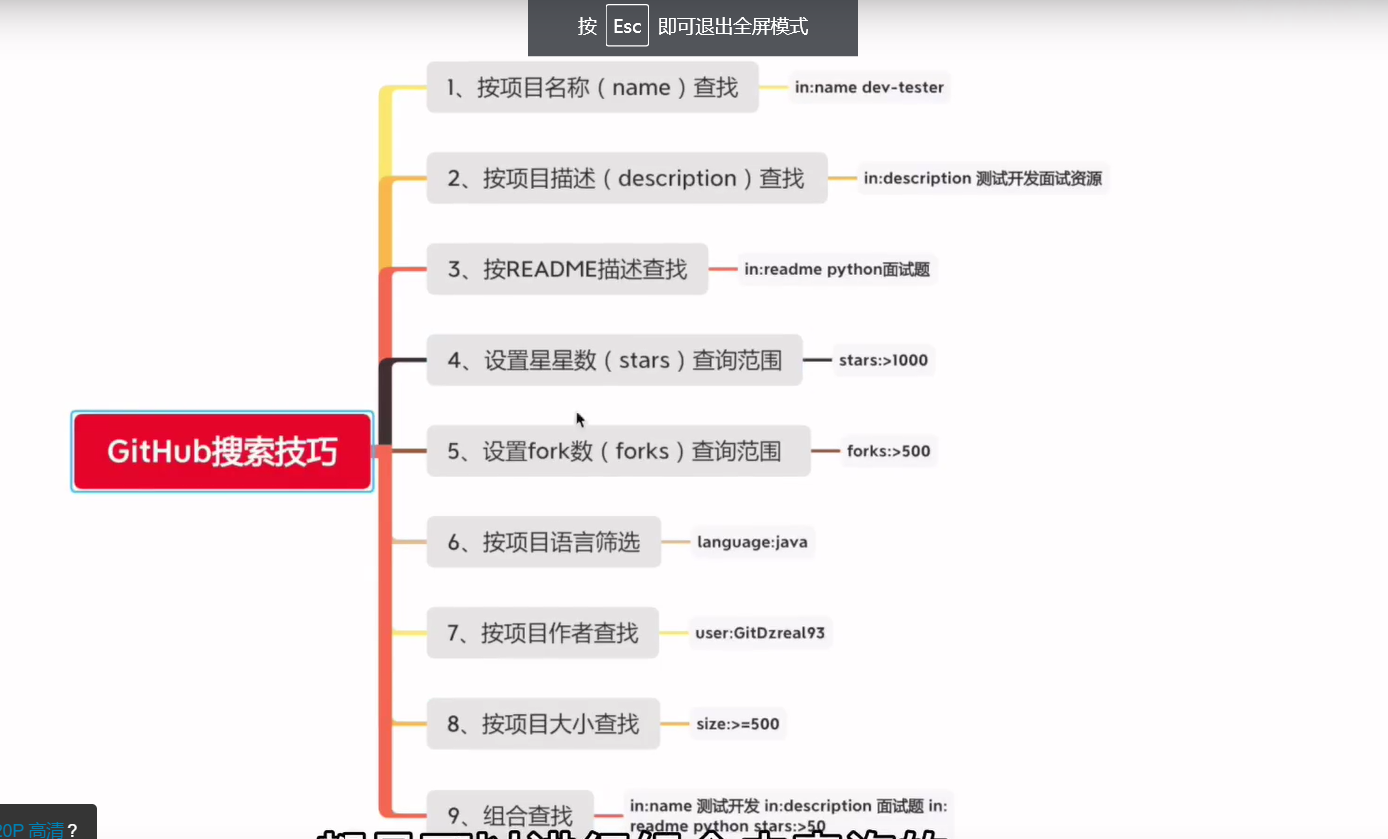 按 Esc 即可退出全屏模式
1、按项目名称（name）查找
in:name dev-tester
2、按项目描述（description）查找
in:description 测试开发面试资源
3、按README描述查找
in:readme python面试题
4、设置星星数（stars）查询范围
stars:>1000
GitHub搜索技巧
5、设置fork数（forks）查询范围
forks:>500
6、按项目语言筛选
language:java
7、按项目作者查找
user:GitDzreal93
8、按项目大小查找
size:>=500
9、组合查找
in:name 测试开发 in:description 面试题 in:
readme python stars:>50
20P 高清 ?